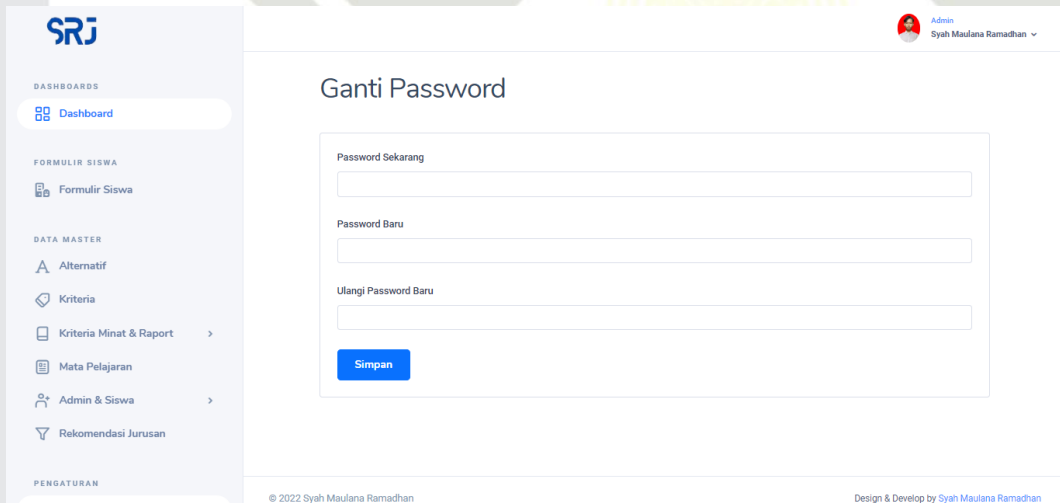 SRJ
Admin
Syah Maulana Ramadhan
DASHBOARDS
Dashboard
FORMULIR SISWA
Formulir Siswa
DATA MASTER
Alternatif
Kriteria
Kriteria Minat & Raport
Mata Pelajaran
Admin & Siswa
Rekomendasi Jurusan
PENGATURAN
Ganti Password
Password Sekarang
Password Baru
Ulangi Password Baru
Simpan
© 2022 Syah Maulana Ramadhan
Design & Develop by Syah Maulana Ramadhan